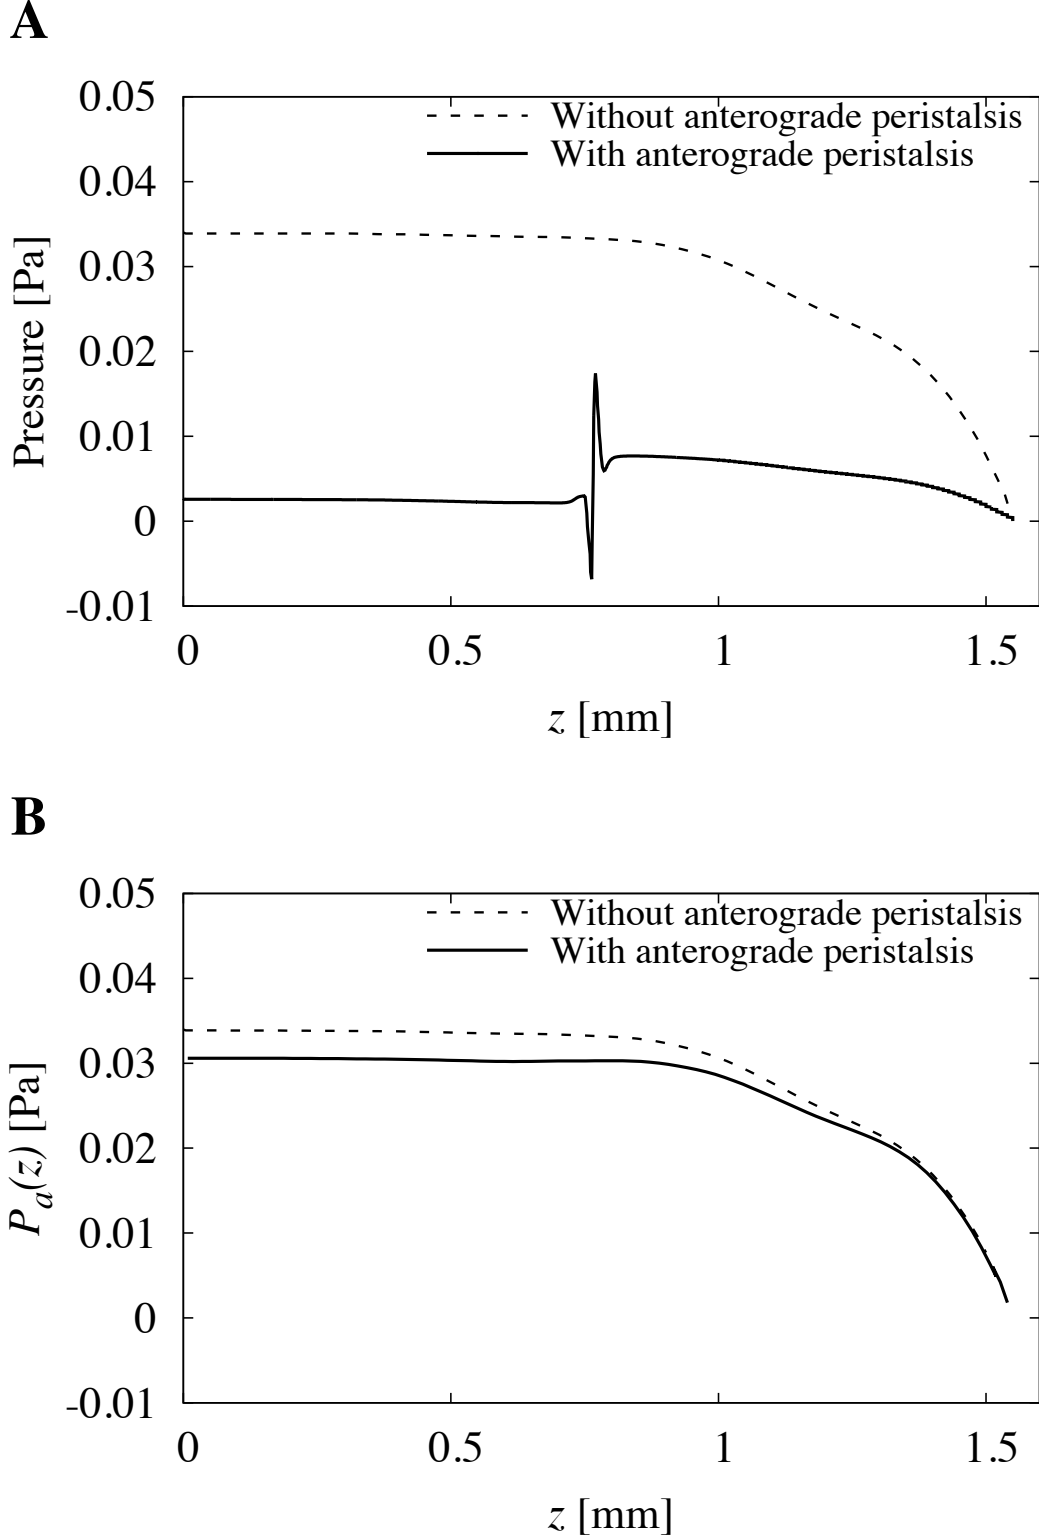 A
0.05
0.04
0.03
0.02
0.01
0
-0.01
Pressure [Pa]
Without anterograde peristalsis
With anterograde peristalsis
0 0.5 1 1.5
z [mm]
B
0.05
0.04
0.03
0.02
0.01
0
-0.01
Pa(z) [Pa]
Without anterograde peristalsis
With anterograde peristalsis
0 0.5 1 1.5
z [mm]